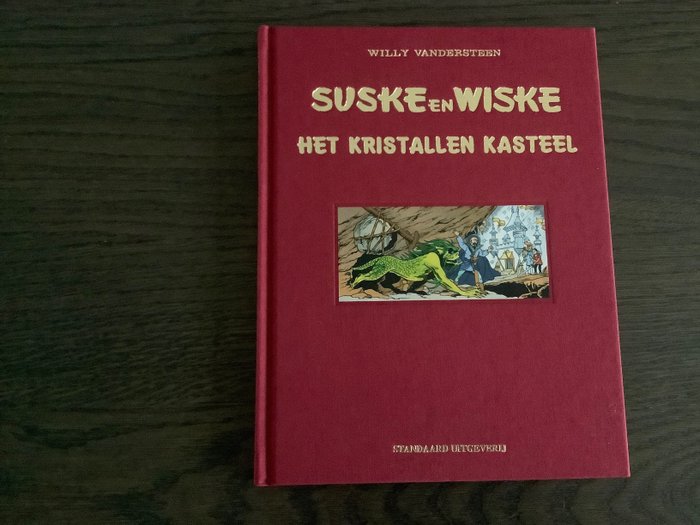 WILLY VANDERSTEEN
SUSKE EN WISKE
HET KRISTALLEN KASTEEL
STANDAARD UITGEVERIJ